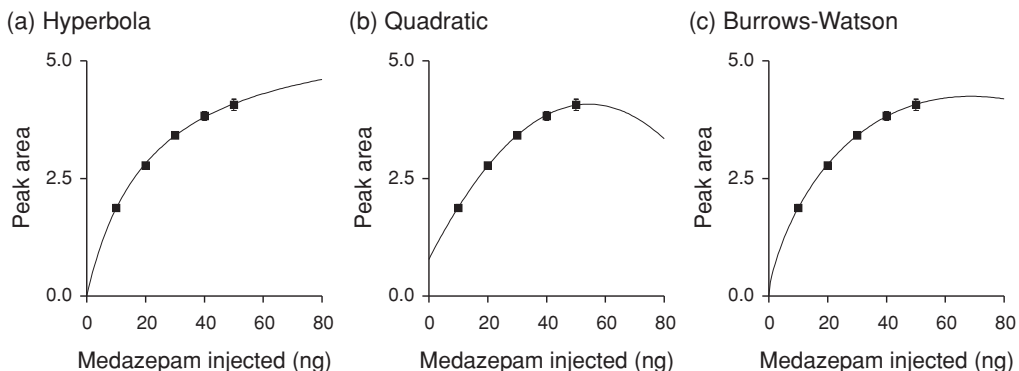 (a) Hyperbola (b) Quadratic (c) Burrows-Watson
5.0 5.0 5.0
Peak area Peak area Peak area
2.5 2.5 2.5
0.0 0.0 0.0
0 20 40 60 80 0 20 40 60 80 0 20 40 60 80
Medazepam injected (ng) Medazepam injected (ng) Medazepam injected (ng)